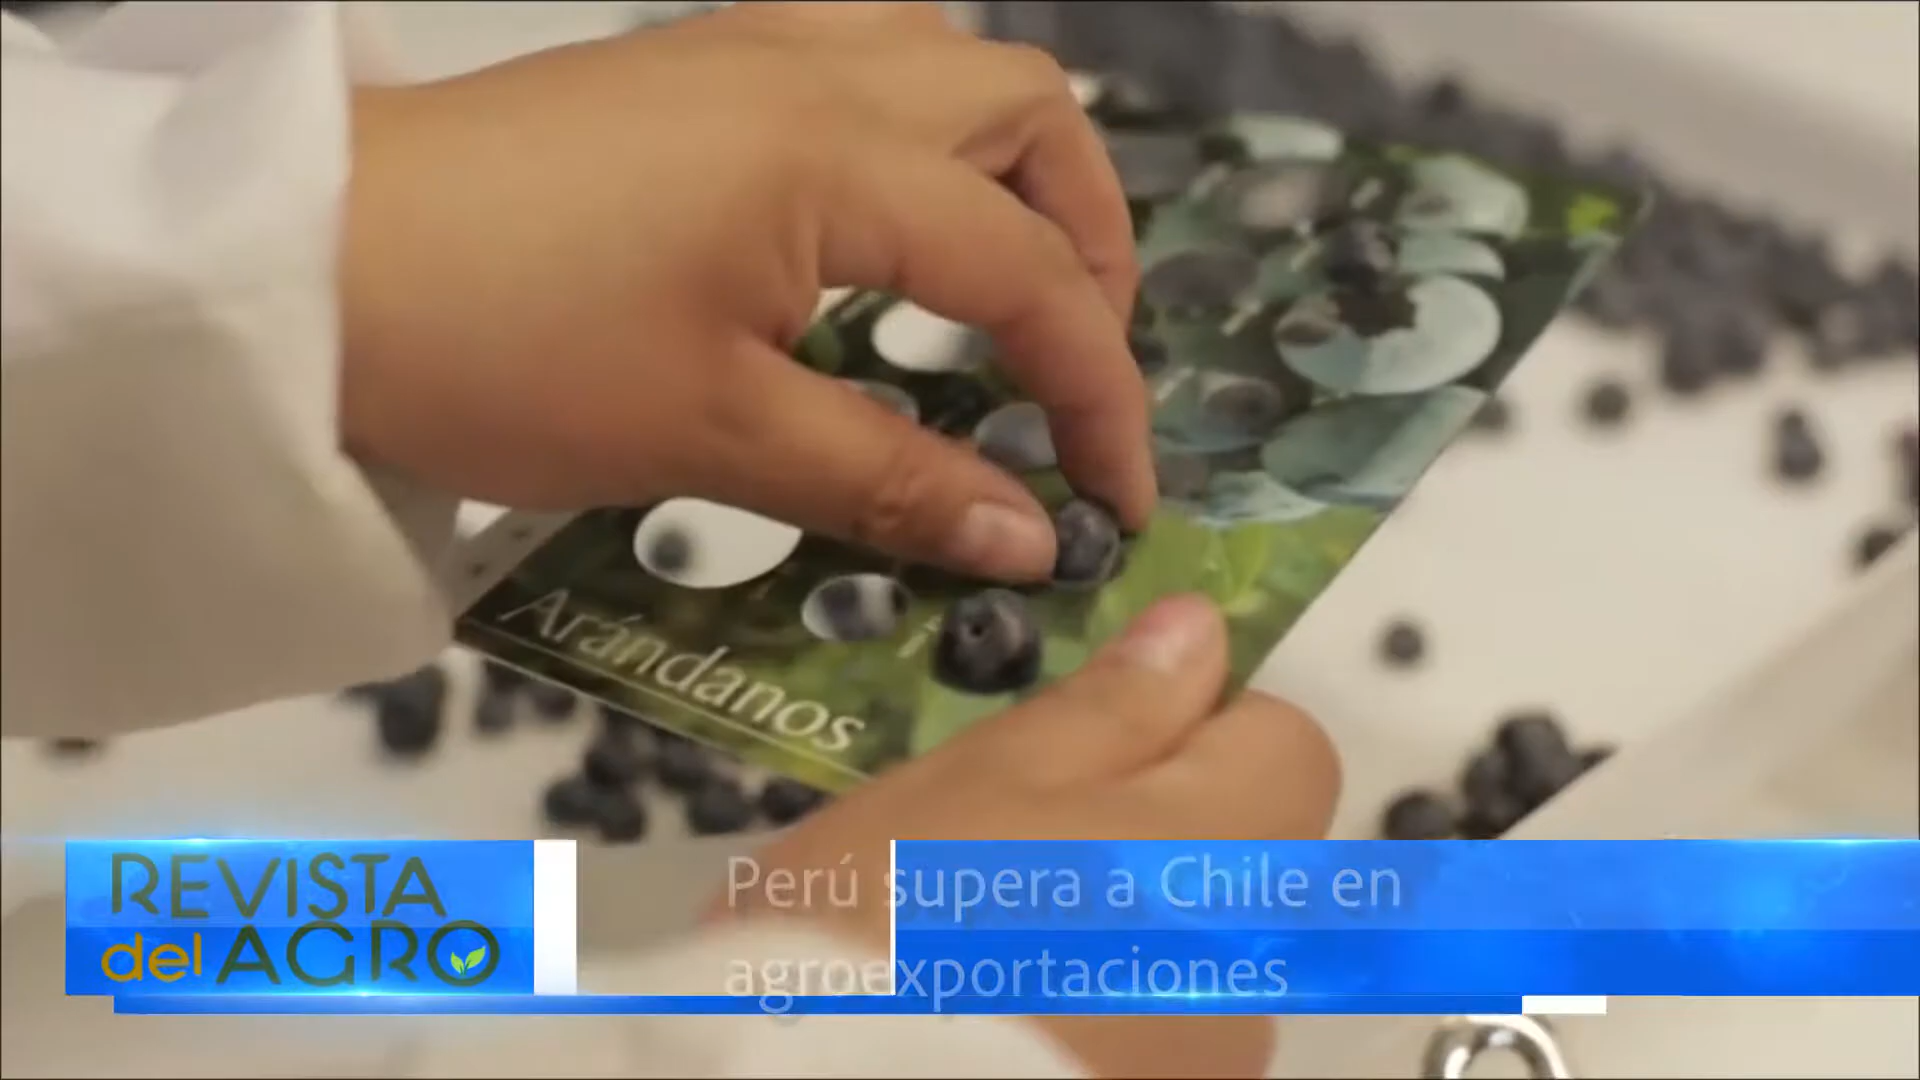 Arándanos
REVISTA
del AGRO
Perú supera a Chile en
agroexportaciones